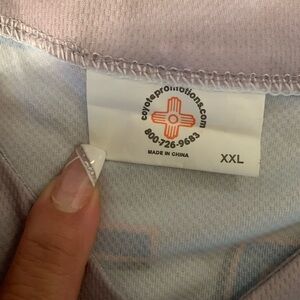 coyotepromotions.com
800-726-9683
MADE IN CHINA
XXL